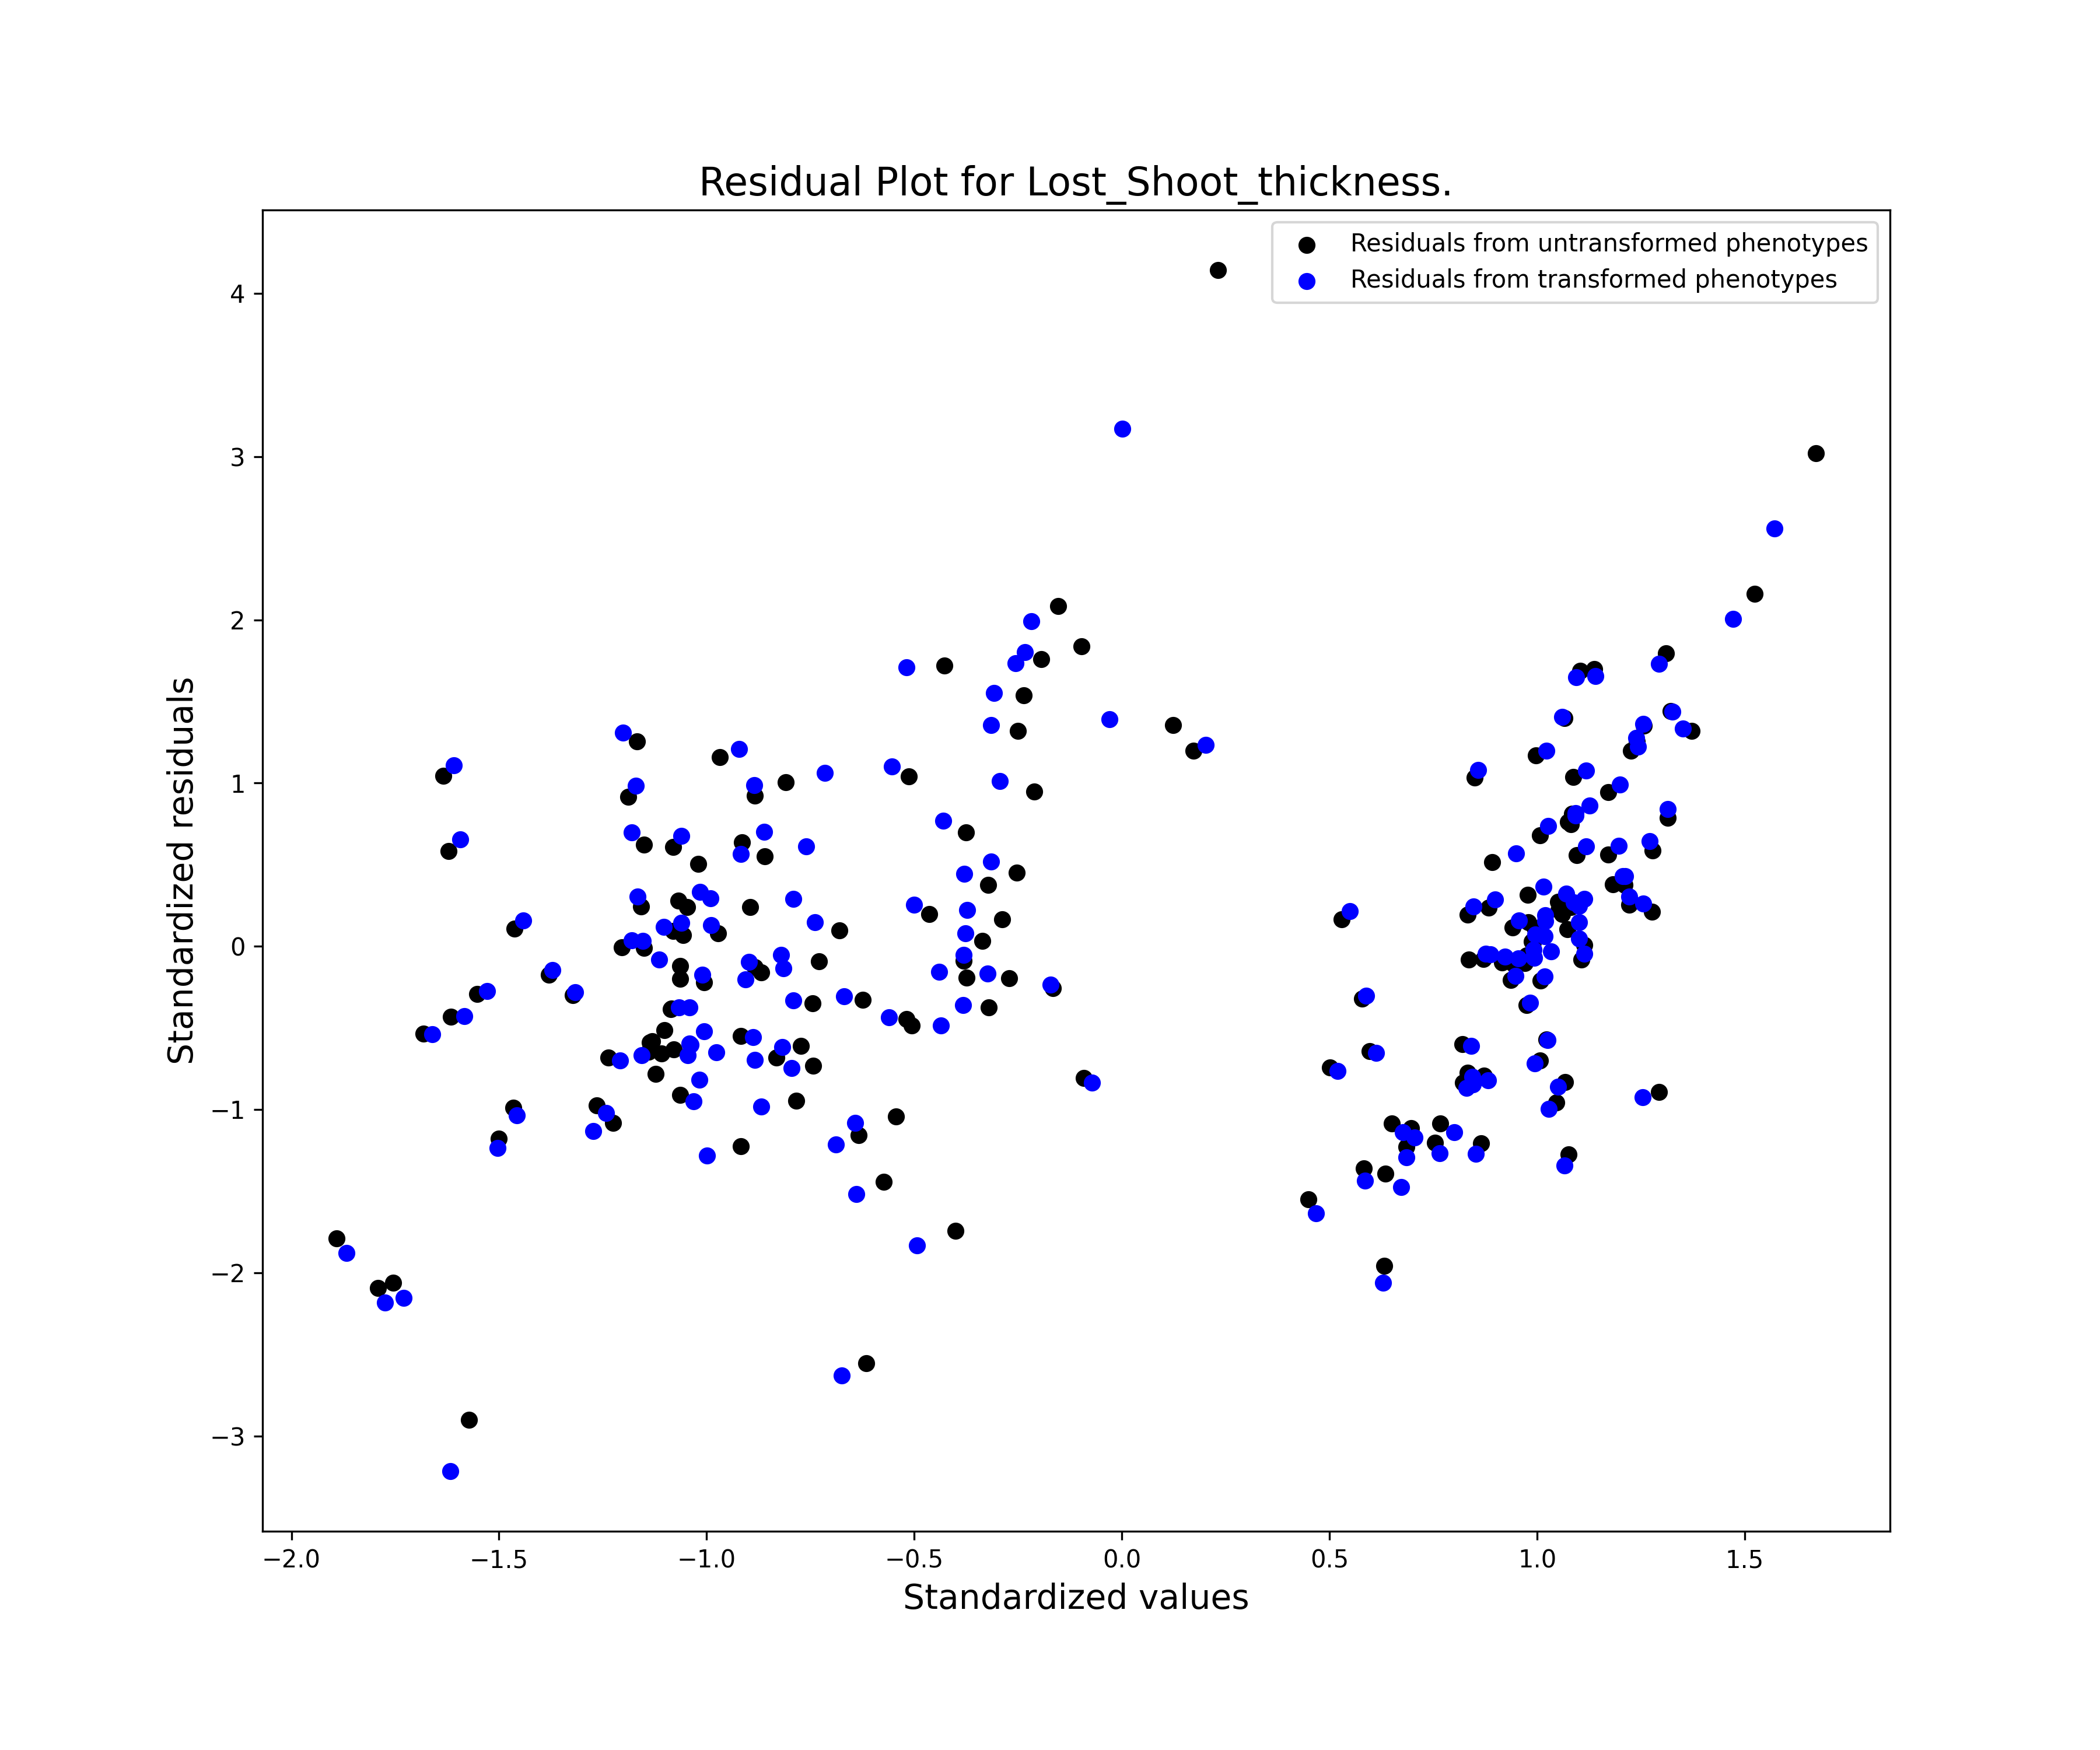 Residual Plot for Lost_Shoot_thickness.
Residuals from untransformed phenotypes
Residuals from transformed phenotypes
Standardized residuals
4
3
2
1
0
−1
−2
−3
−2.0 −1.5 −1.0 −0.5 0.0 0.5 1.0 1.5
Standardized values